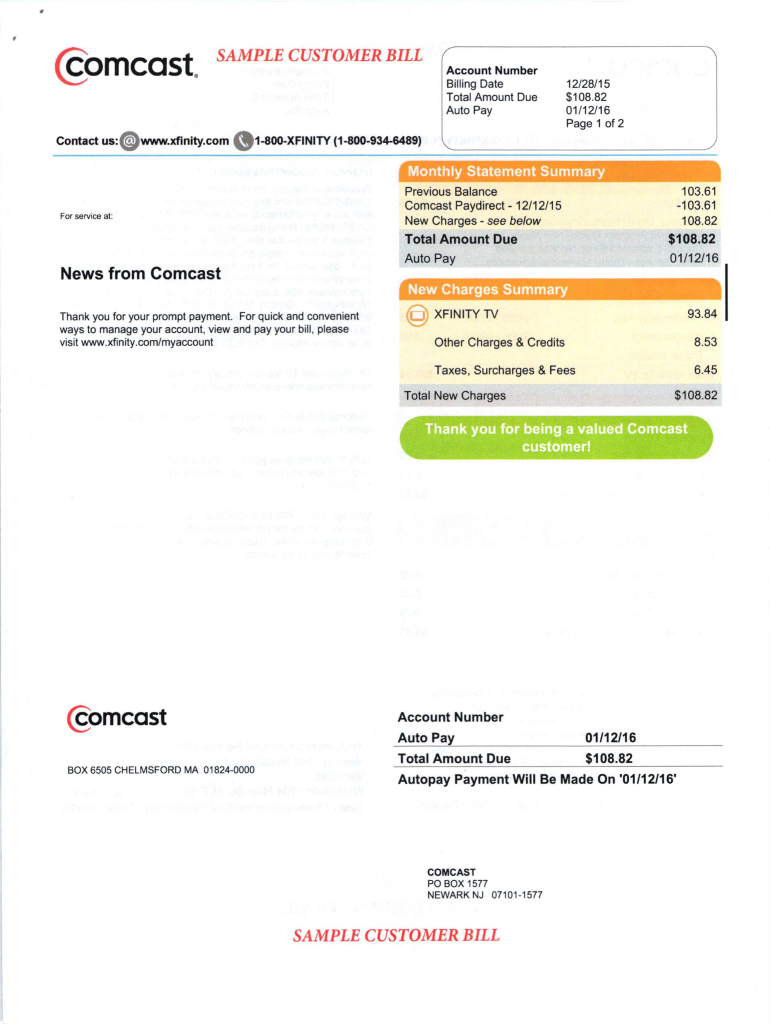 comcast.
SAMPLE CUSTOMER BILL
Account Number
Billing Date 12/28/15
Total Amount Due $108.82
Auto Pay 01/12/16
Page 1 of 2
Contact us: @ www.xfinity.com 1-800-XFINITY (1-800-934-6489)
Monthly Statement Summary
Previous Balance 103.61
Comcast Paydirect - 12/12/15 -103.61
New Charges - see below 108.82
Total Amount Due $108.82
Auto Pay 01/12/16
For service at:
News from Comcast
Thank you for your prompt payment. For quick and convenient
ways to manage your account, view and pay your bill, please
visit www.xfinity.com/myaccount
New Charges Summary
XFINITY TV 93.84
Other Charges & Credits 8.53
Taxes, Surcharges & Fees 6.45
Total New Charges $108.82
Thank you for being a valued Comcast
customer!
comcast
BOX 6505 CHELMSFORD MA 01824-0000
Account Number
Auto Pay 01/12/16
Total Amount Due $108.82
Autopay Payment Will Be Made On '01/12/16'
COMCAST
PO BOX 1577
NEWARK NJ 07101-1577
SAMPLE CUSTOMER BILL